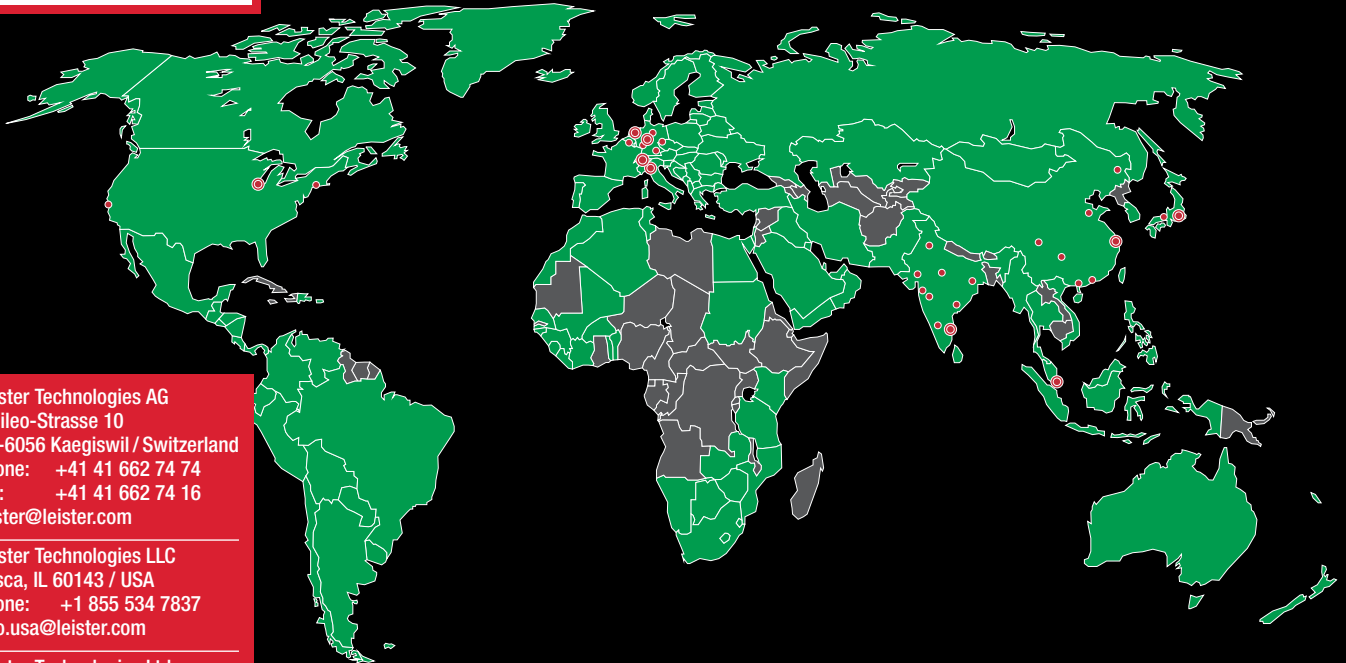 ster Technologies AG
ileo-Strasse 10
-6056 Kaegiswil / Switzerland
one: +41 41 662 74 74
: +41 41 662 74 16
ster@leister.com
ster Technologies LLC
sca, IL 60143 / USA
one: +1 855 534 7837
o.usa@leister.com